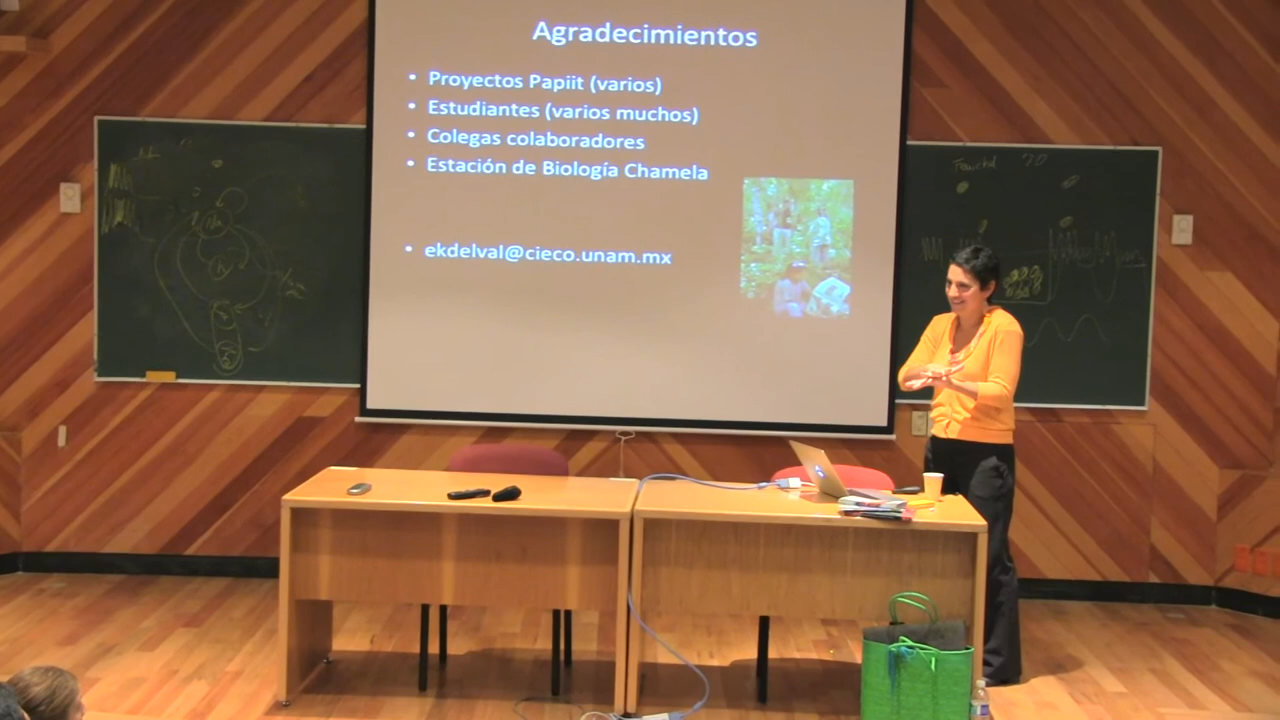 Agradecimientos
• Proyectos Papiit (varios)
• Estudiantes (varios muchos)
• Colegas colaboradores
• Estación de Biología Chamela
• ekdelval@cieco.unam.mx